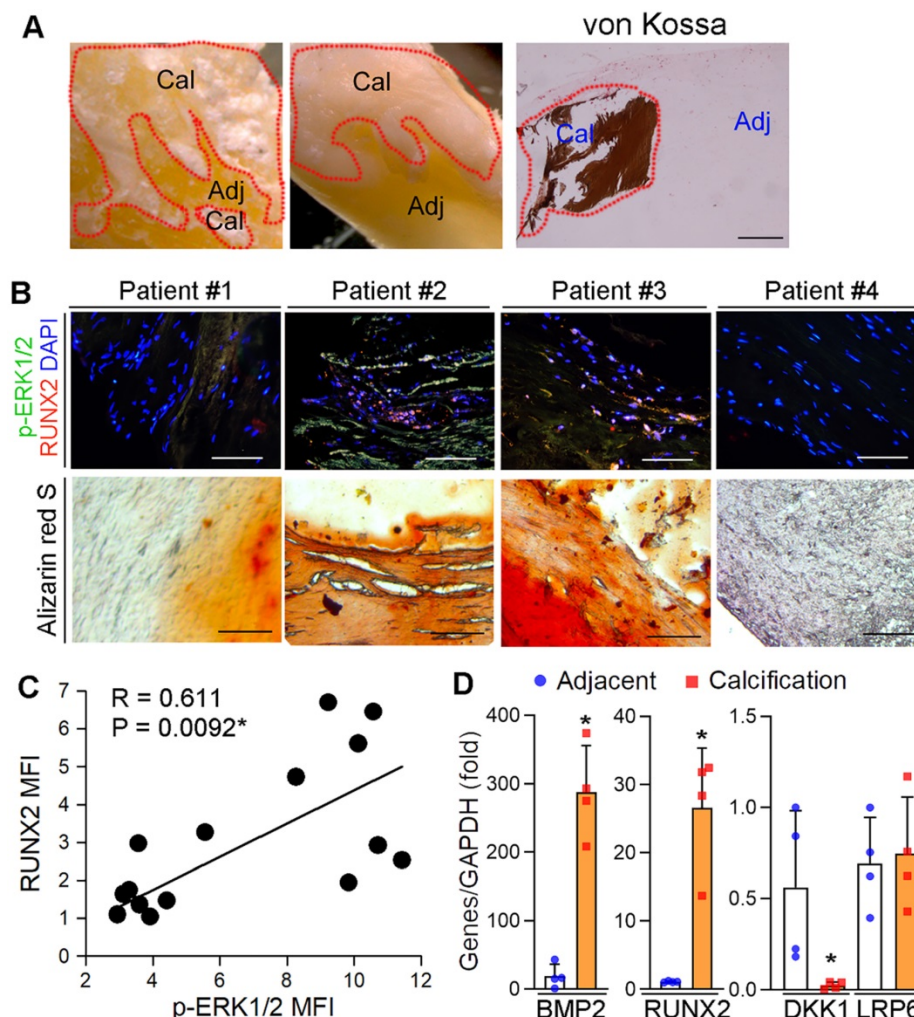 A
von Kossa
Cal
Adj
Cal
Cal
Adj
Cal
Adj
B
Patient #1
Patient #2
Patient #3
Patient #4
p-ERK1/2
RUNX2 DAPI
Alizarin red S
C
R = 0.611
P = 0.0092*
7
6
5
4
3
2
1
0
RUNX2 MFI
2
4
6
8
10
12
p-ERK1/2 MFI
D
Adjacent
Calcification
Genes/GAPDH (fold)
400
300
200
100
0
*
BMP2
40
30
20
10
0
*
RUNX2
1.5
1.0
0.5
0.0
*
DKK1
LRP6